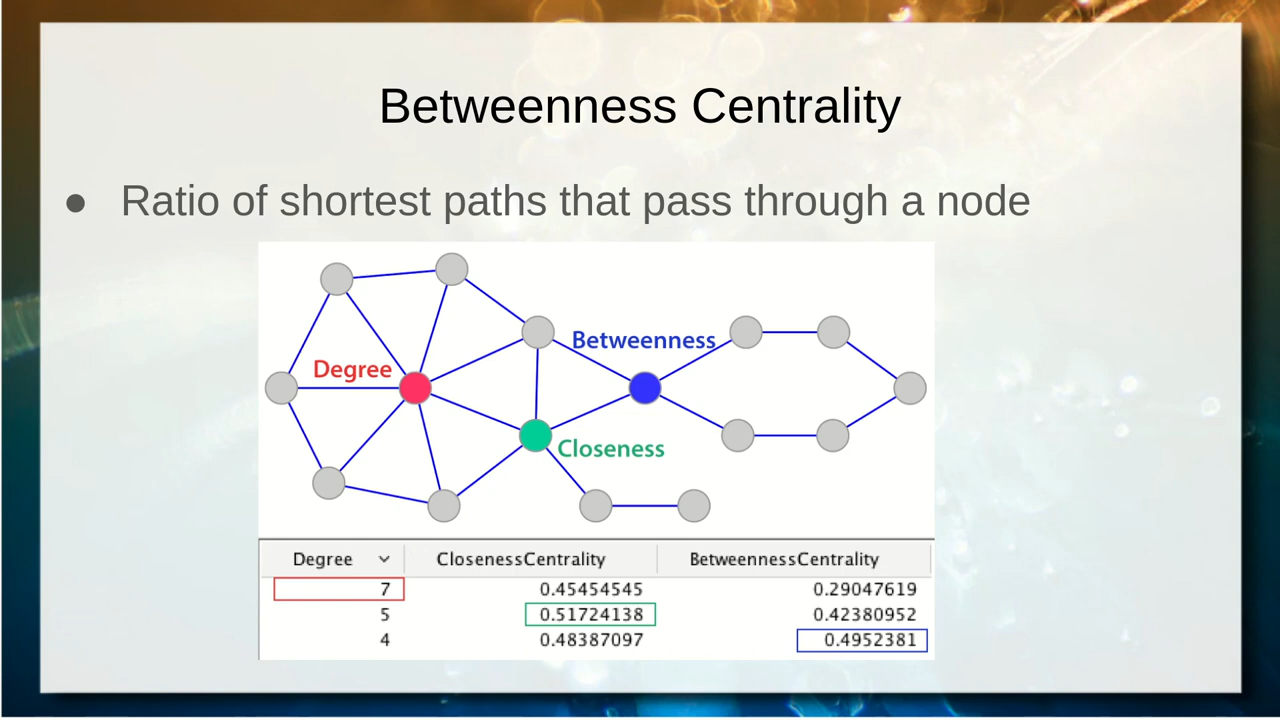 Betweenness Centrality
● Ratio of shortest paths that pass through a node
Betweenness
Degree
Closeness
Degree ClosenessCentrality BetweennessCentrality
7 0.45454545 0.29047619
5 0.51724138 0.42380952
4 0.48387097 0.4952381